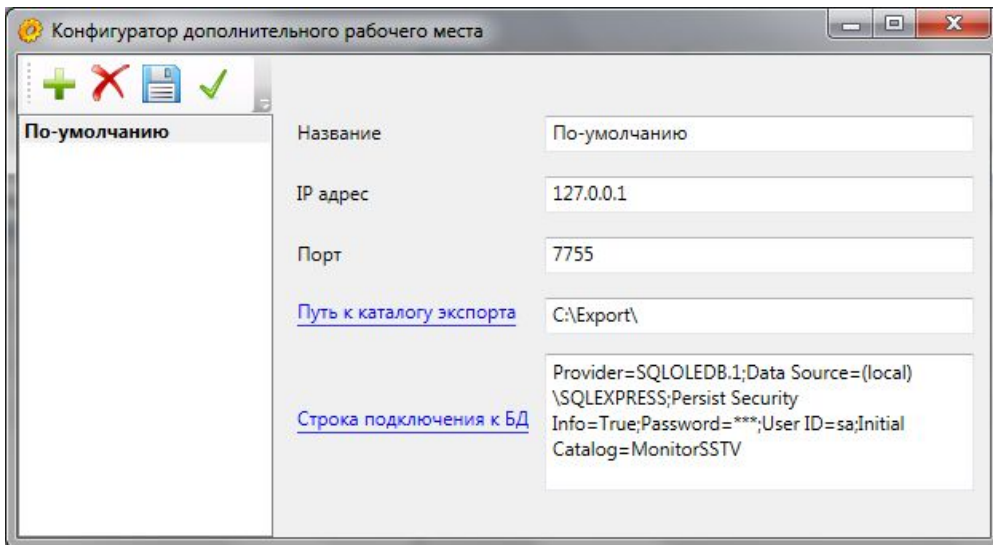 Конфигуратор дополнительного рабочего места
По-умолчанию
Название
По-умолчанию
IP адрес
127.0.0.1
Порт
7755
Путь к каталогу экспорта
C:\Export\
Строка подключения к БД
Provider=SQLOLEDB.1;Data Source=(local)
\SQLEXPRESS;Persist Security
Info=True;Password=***;User ID=sa;Initial
Catalog=MonitorSSTV